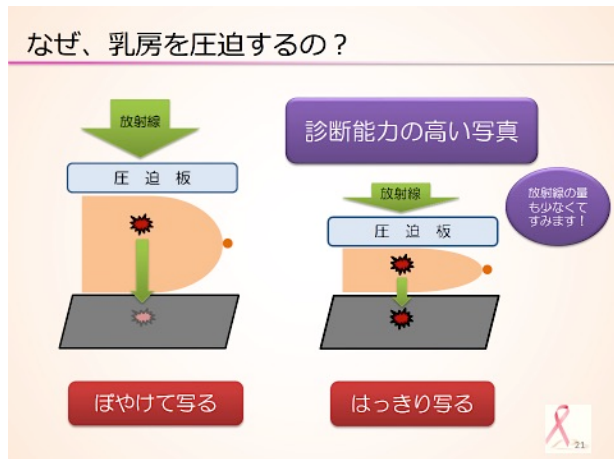 なぜ、乳房を圧迫するの？
放射線
圧 迫 板
ぼやけて写る
診断能力の高い写真
放射線
圧 迫 板
放射線の量
も少なくて
すみます！
はっきり写る
21